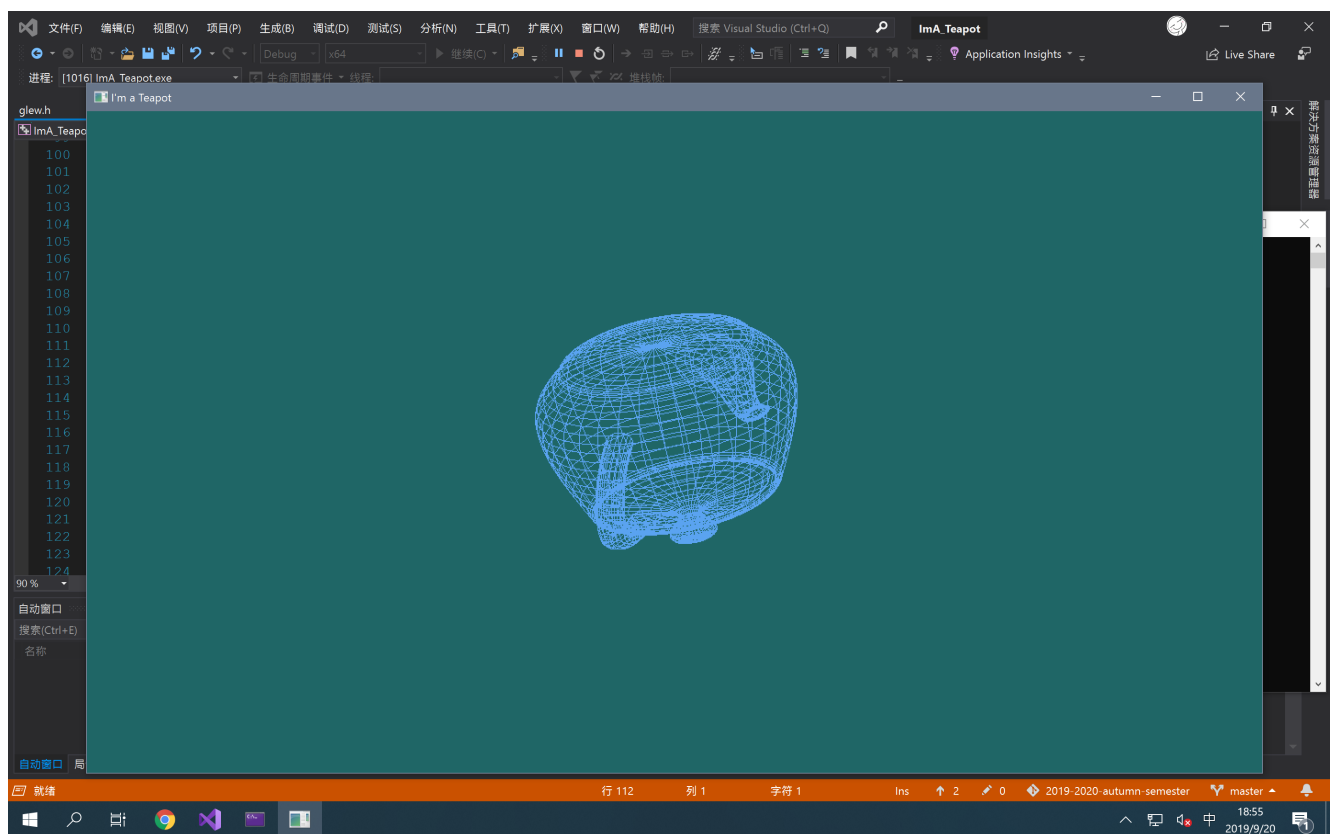 文件(F) 编辑(E) 视图(V) 项目(P) 生成(B) 调试(D) 测试(S) 分析(N) 工具(T) 扩展(X) 窗口(W) 帮助(H) 搜索 Visual Studio (Ctrl+Q) ImA_Teapot
Debug x64 继续(C) Application Insights Live Share
进程: [1016] ImA_Teapot.exe 生命周期事件 线程: 堆栈帧:
I'm a Teapot
glew.h
ImA_Teapo
解决方案资源管理器
100
101
102
103
104
105
106
107
108
109
110
111
112
113
114
115
116
117
118
119
120
121
122
123
124
90 %
自动窗口
搜索(Ctrl+E)
名称
自动窗口 局
就绪 行 112 列 1 字符 1 Ins 2 0 2019-2020-autumn-semester master
中 18:55
2019/9/20
1